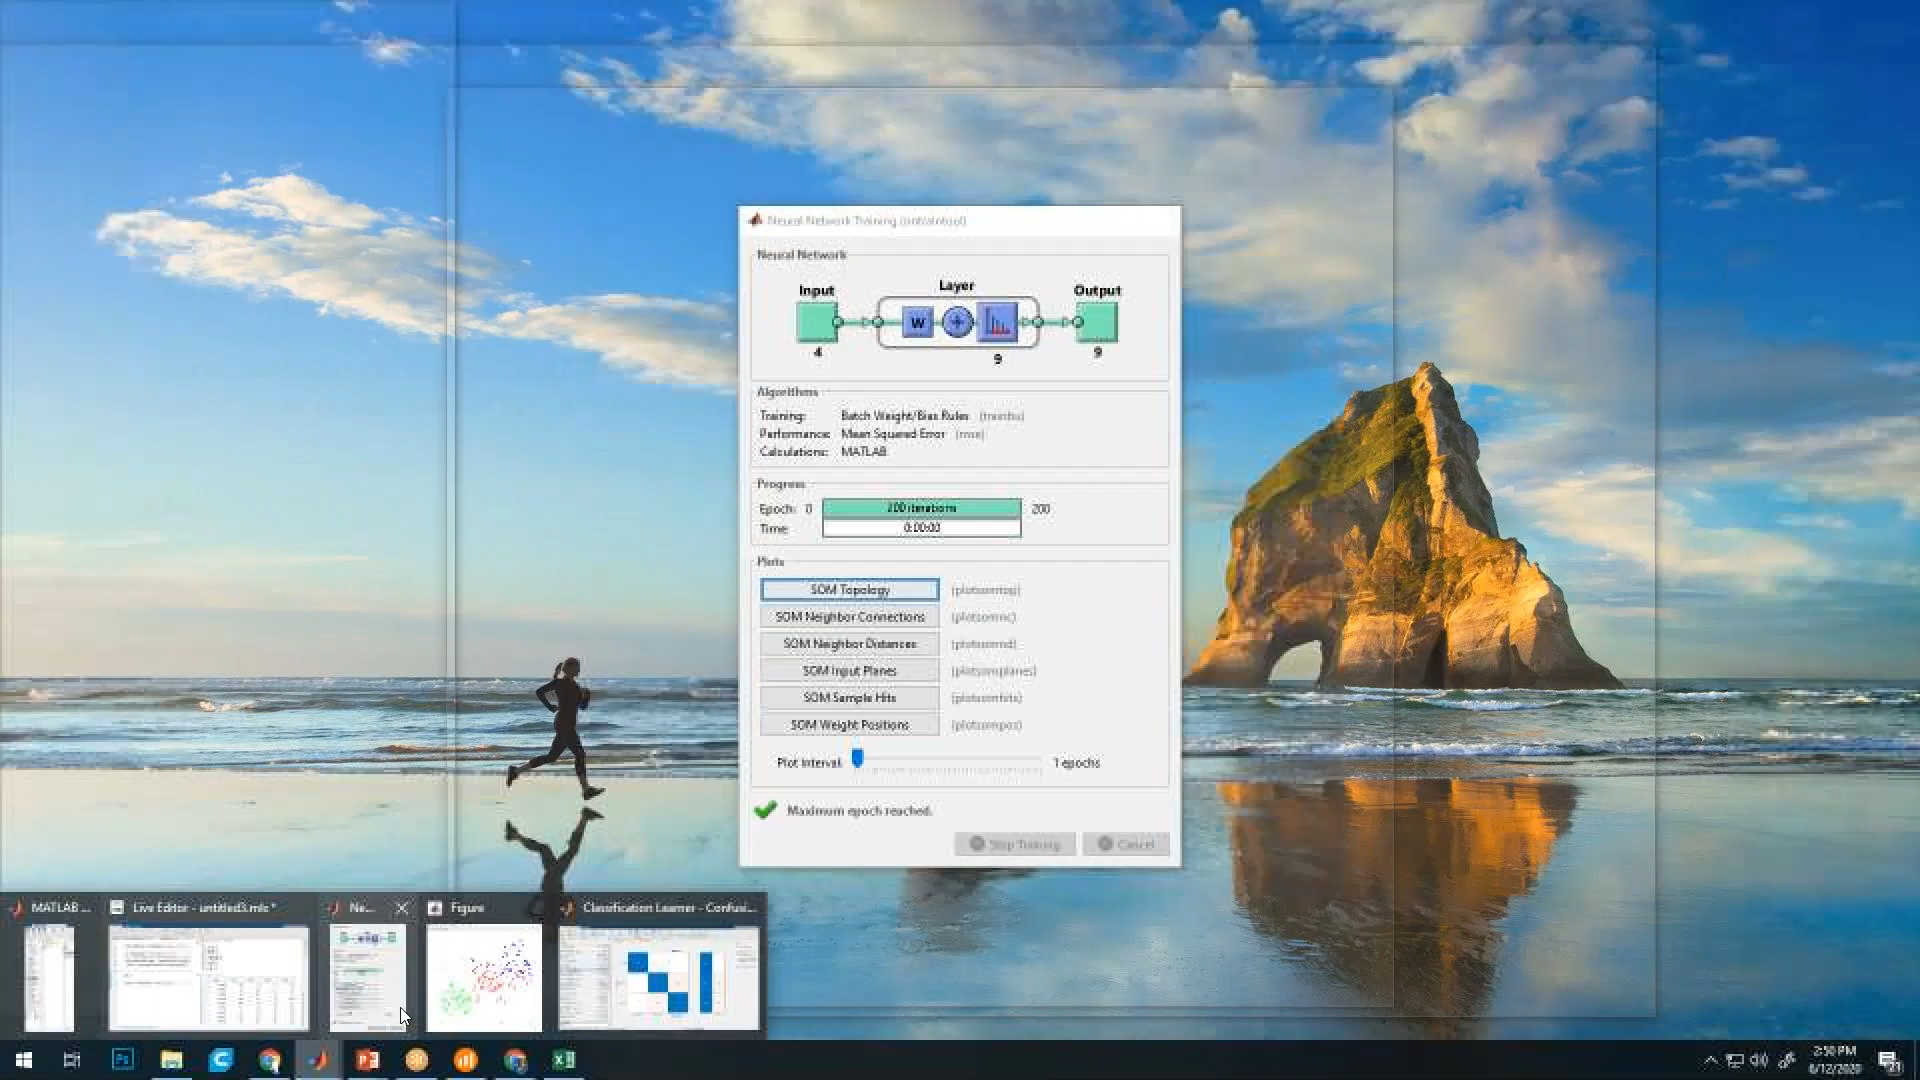 Neural Network Training (nntraintool)
Neural Network
Input
Layer
Output
W
+
4
9
9
Algorithms
Training: Batch Weight/Bias Rules (trainbu)
Performance: Mean Squared Error (mse)
Calculations: MATLAB
Progress
Epoch: 0 200 iterations 200
Time: 0:00:00
Plots
SOM Topology (plotsomtop)
SOM Neighbor Connections (plotsomnc)
SOM Neighbor Distances (plotsomnd)
SOM Input Planes (plotsomplanes)
SOM Sample Hits (plotsomhits)
SOM Weight Positions (plotsompos)
Plot Interval: 1 epochs
Maximum epoch reached.
Stop Training Cancel
MATLAB ... Live Editor - untitled3.mlx * Ne... Figure Classification Learner - Confusi...
Ps
2:50 PM
6/12/2020
21